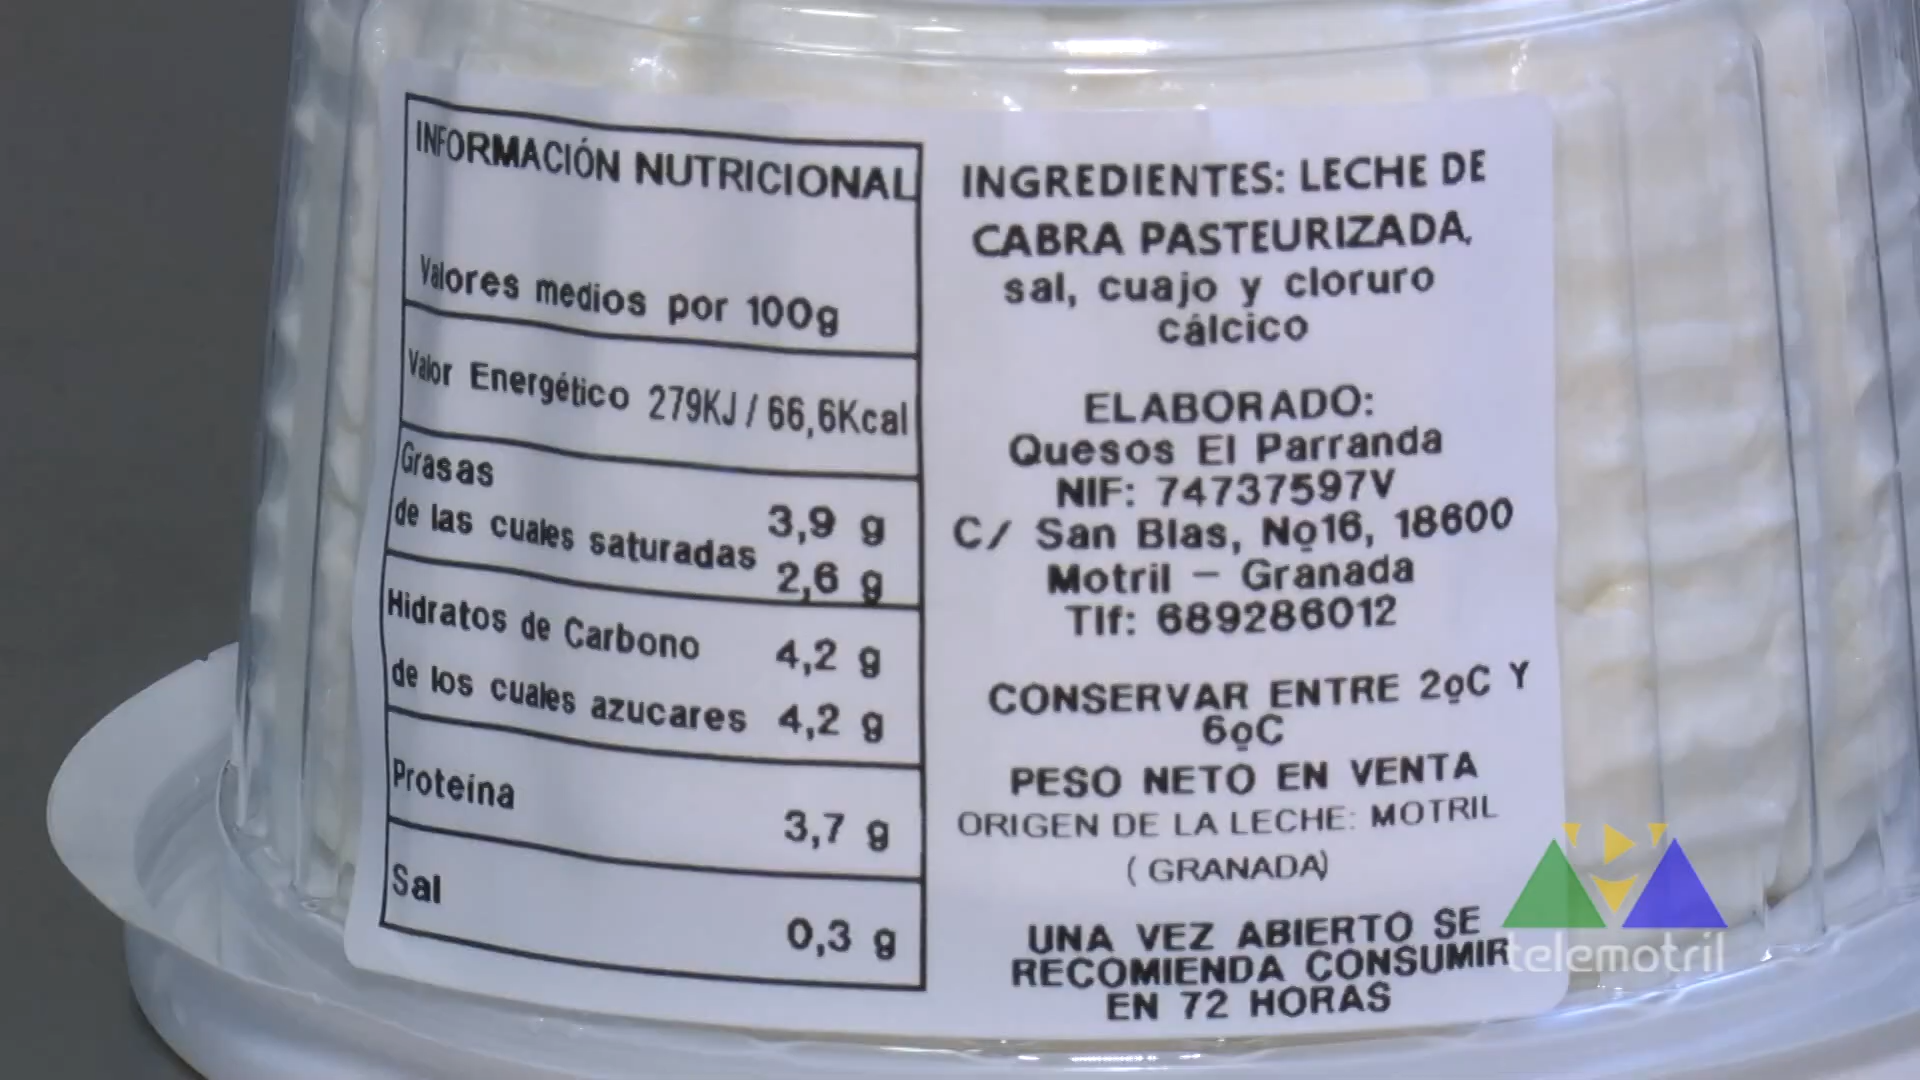 INFORMACIÓN NUTRICIONAL
Valores medios por 100g
Valor Energético 279KJ / 66,6Kcal
Grasas 3,9 g
de las cuales saturadas 2,6 g
Hidratos de Carbono 4,2 g
de los cuales azucares 4,2 g
Proteína 3,7 g
Sal 0,3 g
INGREDIENTES: LECHE DE
CABRA PASTEURIZADA,
sal, cuajo y cloruro
cálcico
ELABORADO:
Quesos El Parranda
NIF: 74737597V
C/ San Blas, Nº16, 18600
Motril – Granada
Tlf: 689286012
CONSERVAR ENTRE 2ºC Y
6ºC
PESO NETO EN VENTA
ORIGEN DE LA LECHE: MOTRIL
( GRANADA)
UNA VEZ ABIERTO SE
RECOMIENDA CONSUMIR
EN 72 HORAS
telemotril